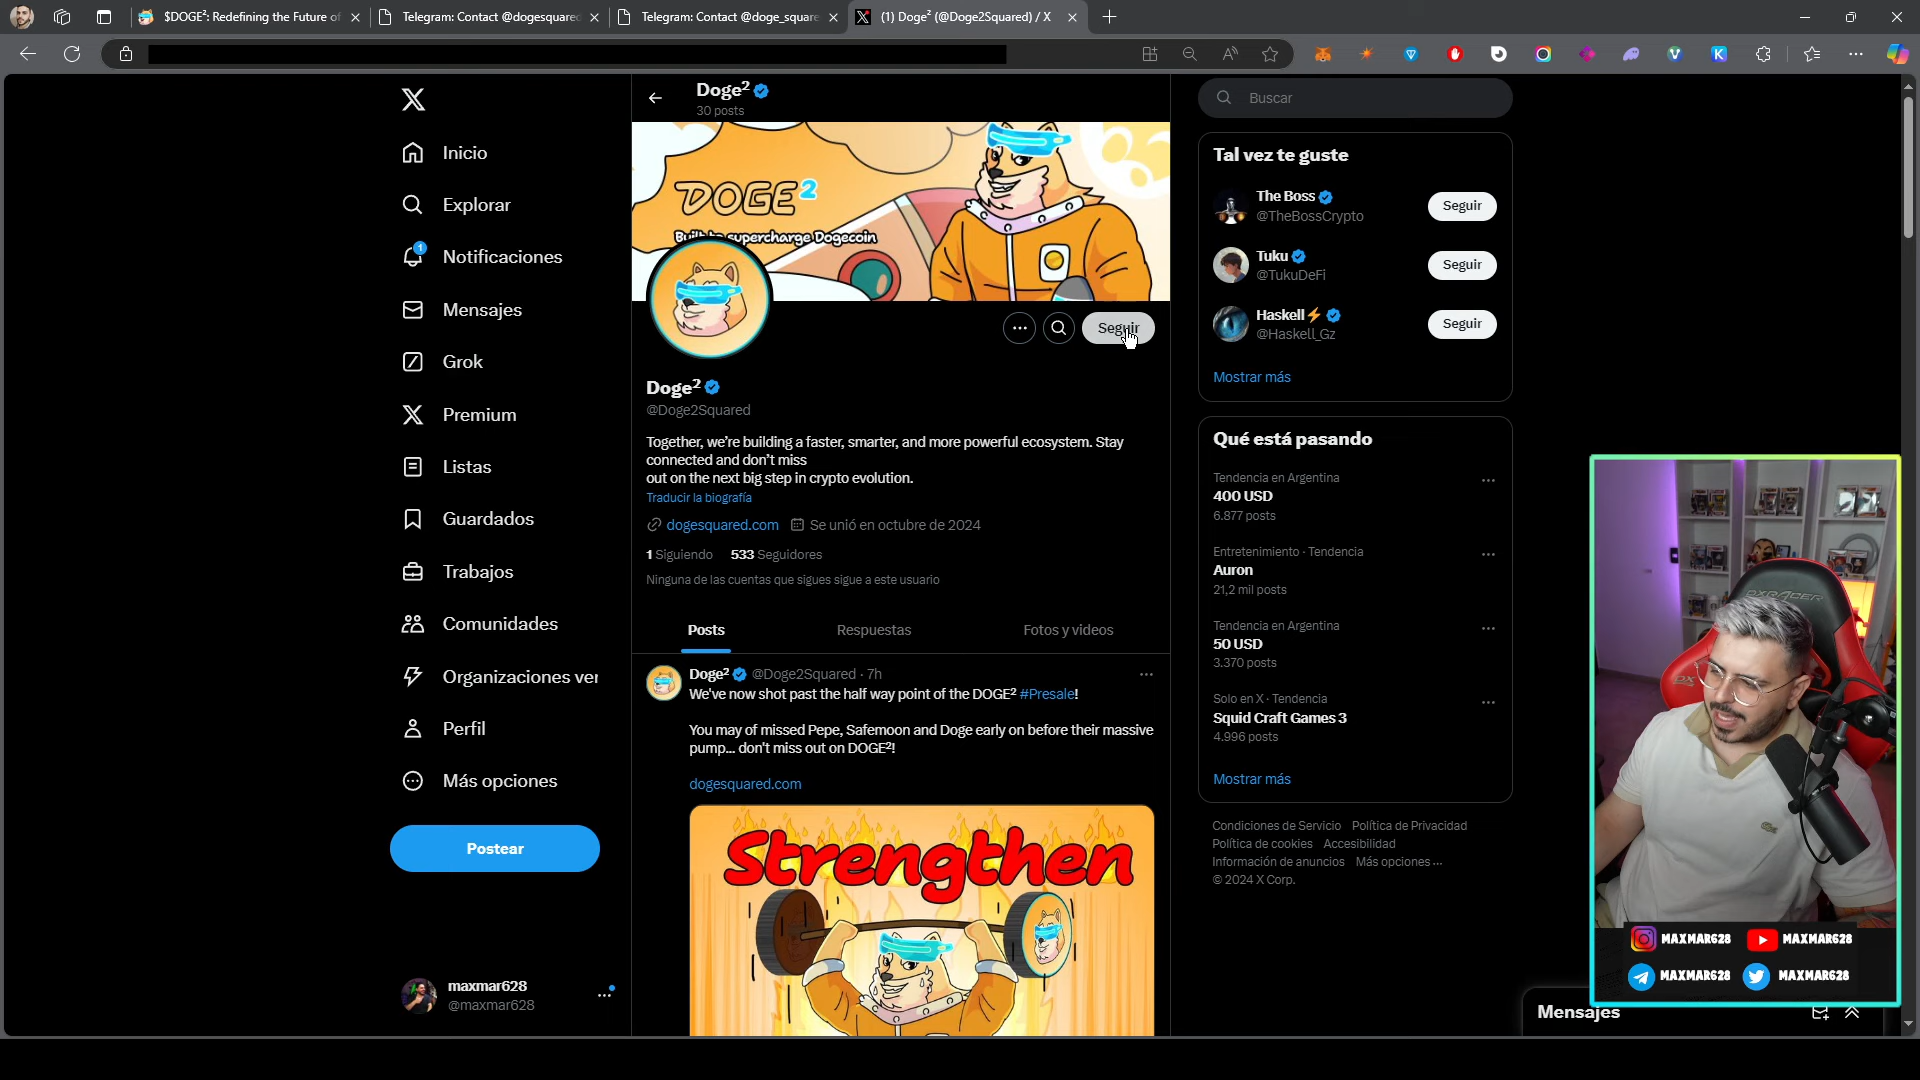 $DOGE²: Redefining the Future of
Telegram: Contact @dogesquared
Telegram: Contact @doge_square
(1) Doge² (@Doge2Squared) / X
Inicio
Explorar
1
Notificaciones
Mensajes
Grok
Premium
Listas
Guardados
Trabajos
Comunidades
Organizaciones ver
Perfil
Más opciones
Postear
maxmar628
@maxmar628
Doge²
30 posts
DOGE²
Built to supercharge Dogecoin
Seguir
Doge²
@Doge2Squared
Together, we're building a faster, smarter, and more powerful ecosystem. Stay
connected and don't miss
out on the next big step in crypto evolution.
Traducir la biografía
dogesquared.com Se unió en octubre de 2024
1 Siguiendo 533 Seguidores
Ninguna de las cuentas que sigues sigue a este usuario
Posts Respuestas Fotos y videos
Doge² @Doge2Squared · 7h
We've now shot past the half way point of the DOGE² #Presale!
You may of missed Pepe, Safemoon and Doge early on before their massive
pump... don't miss out on DOGE²!
dogesquared.com
Strengthen
Buscar
Tal vez te guste
The Boss
@TheBossCrypto
Seguir
Tuku
@TukuDeFi
Seguir
Haskell⚡
@Haskell_Gz
Seguir
Mostrar más
Qué está pasando
Tendencia en Argentina
400 USD
6.877 posts
Entretenimiento · Tendencia
Auron
21,2 mil posts
Tendencia en Argentina
50 USD
3.370 posts
Solo en X · Tendencia
Squid Craft Games 3
4.996 posts
Mostrar más
Condiciones de Servicio Política de Privacidad
Política de cookies Accesibilidad
Información de anuncios Más opciones ...
© 2024 X Corp.
DXRACER
MAXMAR628 MAXMAR628
MAXMAR628 MAXMAR628
Mensajes